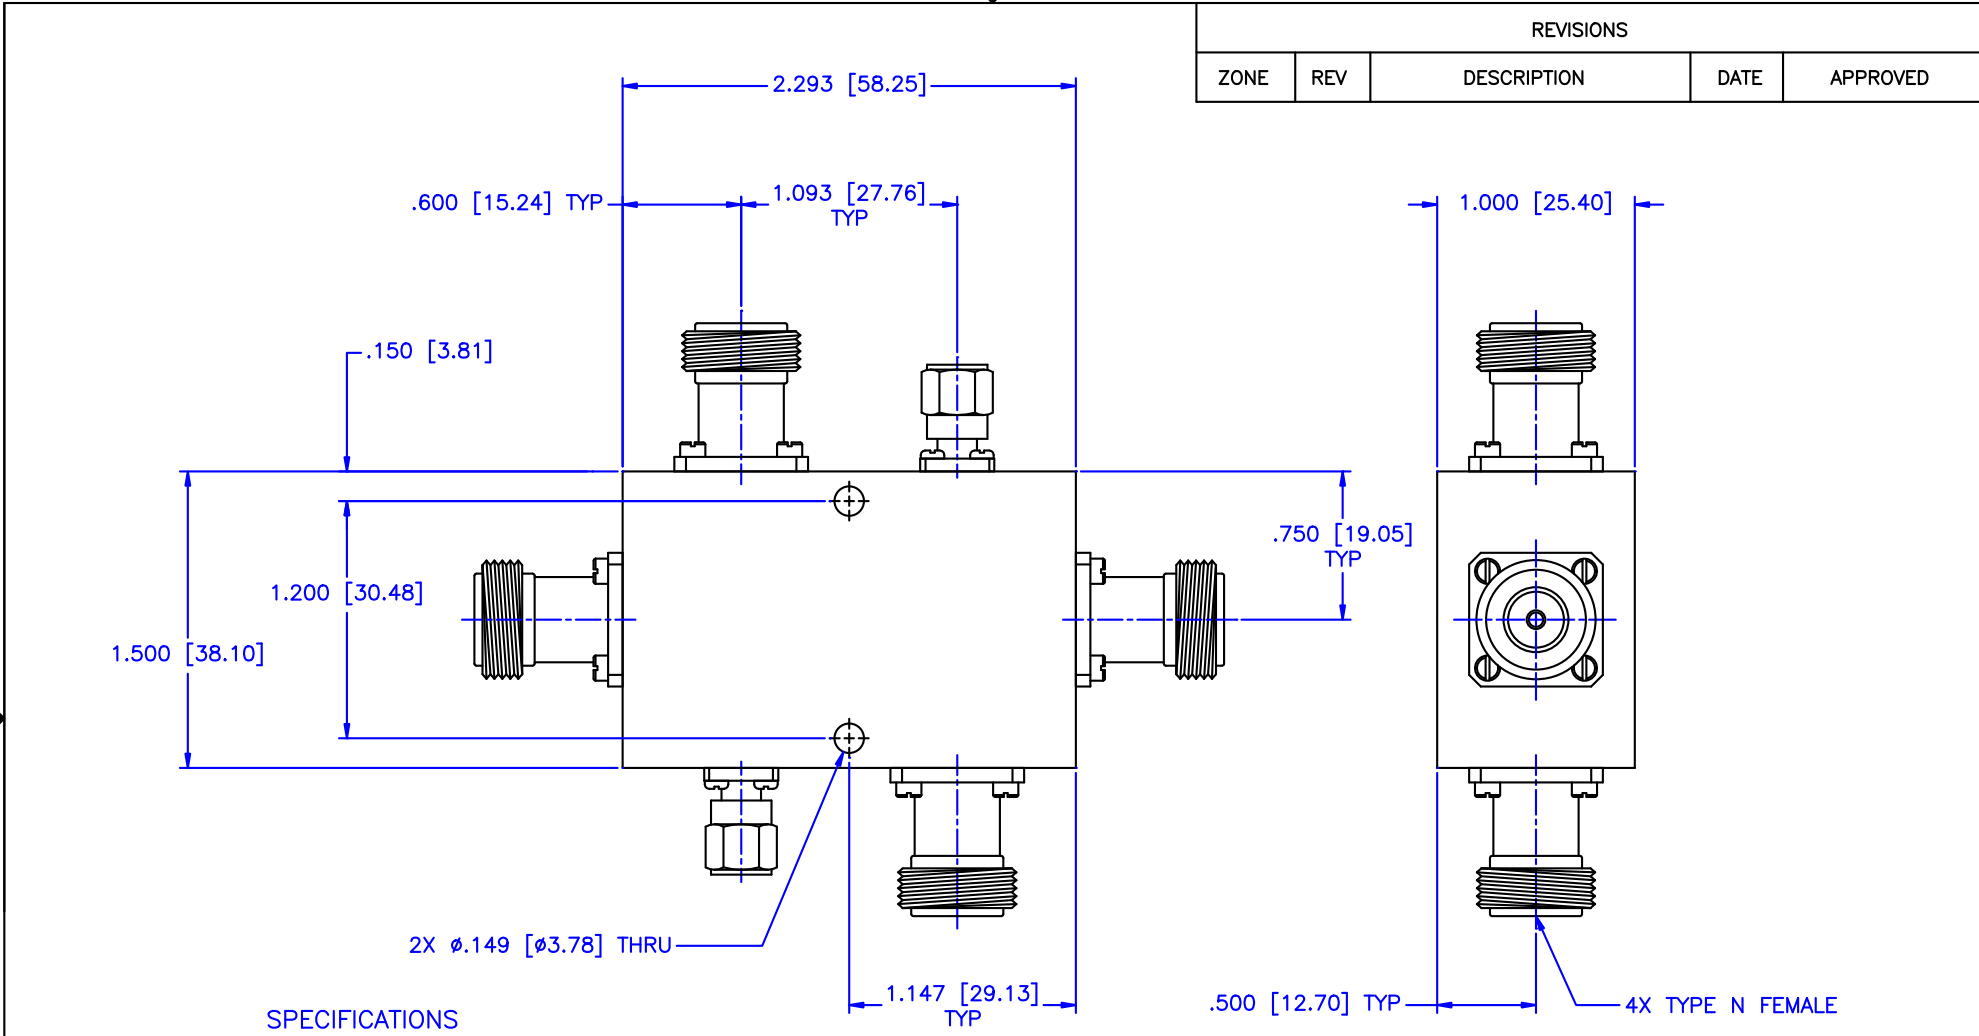 REVISIONS
ZONE REV DESCRIPTION DATE APPROVED
2.293 [58.25]
.600 [15.24] TYP
1.093 [27.76]
TYP
1.000 [25.40]
.150 [3.81]
.750 [19.05]
TYP
1.200 [30.48]
1.500 [38.10]
2X ø.149 [ø3.78] THRU
1.147 [29.13]
TYP
.500 [12.70] TYP
4X TYPE N FEMALE
SPECIFICATIONS